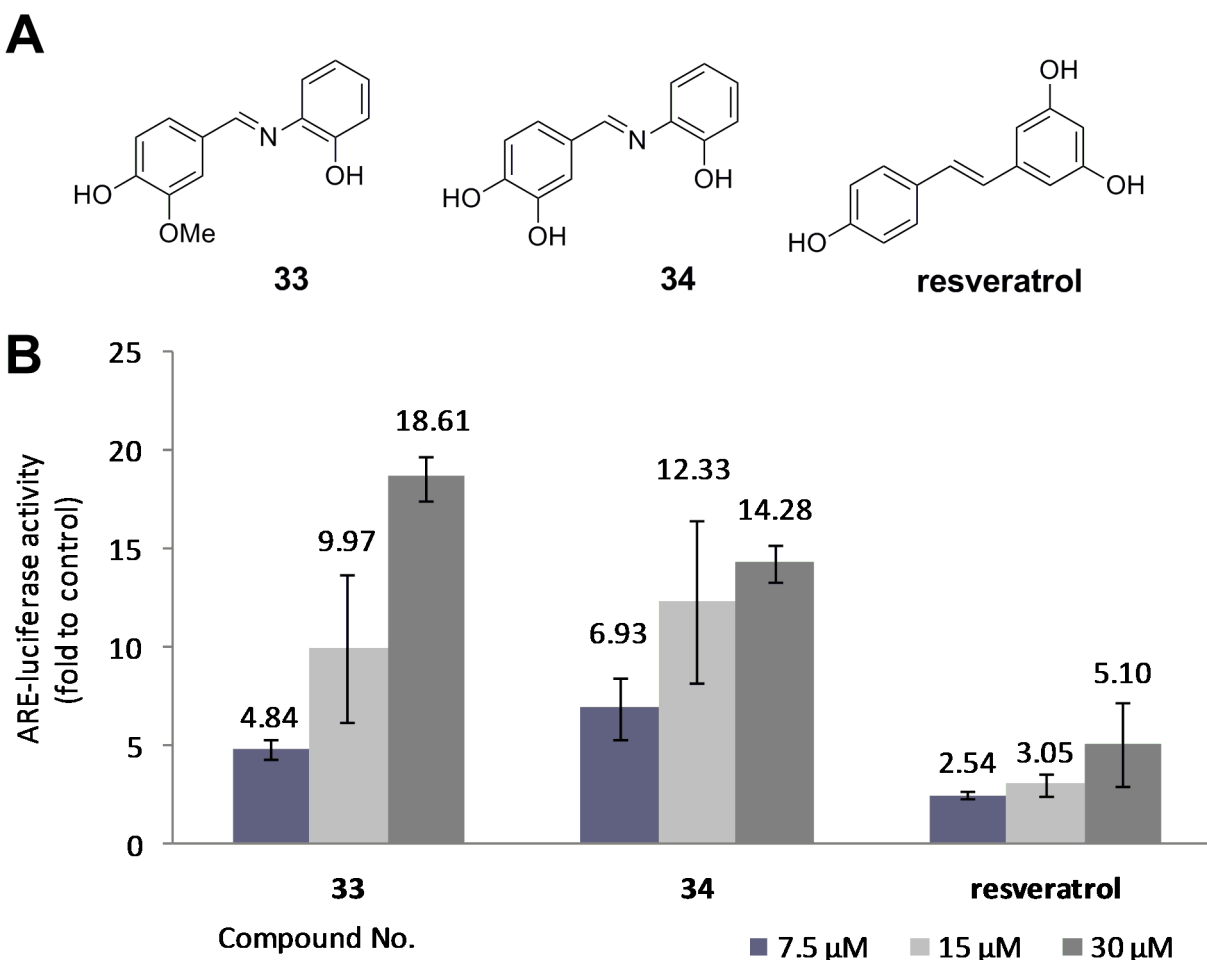 A
OH
N
N
OH
HO
OH
HO
OH
OMe
OH
HO
33
34
resveratrol
B
25
20
15
10
5
0
ARE-luciferase activity
(fold to control)
4.84
9.97
18.61
6.93
12.33
14.28
2.54
3.05
5.10
33
34
resveratrol
Compound No.
7.5 µM
15 µM
30 µM